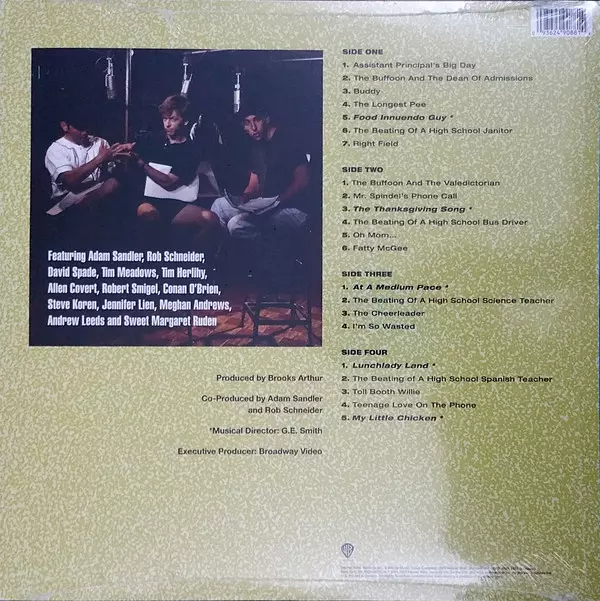 SIDE ONE
1. Assistant Principal's Big Day
2. The Buffoon And The Dean Of Admissions
3. Buddy
4. The Longest Pee
5. Food Innuendo Guy *
6. The Beating Of A High School Janitor
7. Right Field
SIDE TWO
1. The Buffoon And The Valedictorian
2. Mr. Spindel's Phone Call
3. The Thanksgiving Song *
4. The Beating Of A High School Bus Driver
5. Oh Mom...
6. Fatty McGee
SIDE THREE
1. At A Medium Pace *
2. The Beating Of A High School Science Teacher
3. The Cheerleader
4. I'm So Wasted
SIDE FOUR
1. Lunchlady Land *
2. The Beating of A High School Spanish Teacher
3. Toll Booth Willie
4. Teenage Love On The Phone
5. My Little Chicken *
Featuring Adam Sandler, Rob Schneider,
David Spade, Tim Meadows, Tim Herlihy,
Allen Covert, Robert Smigel, Conan O'Brien,
Steve Koren, Jennifer Lien, Meghan Andrews,
Andrew Leeds and Sweet Margaret Ruden
Produced by Brooks Arthur
Co-Produced by Adam Sandler
and Rob Schneider
*Musical Director: G.E. Smith
Executive Producer: Broadway Video